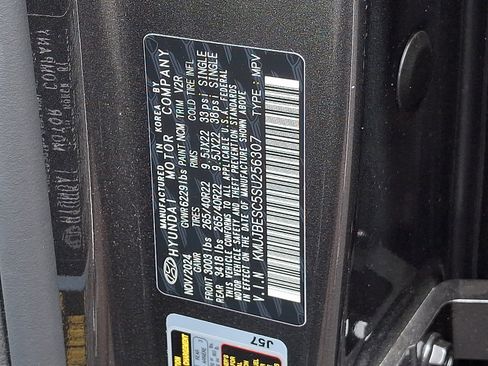 MANUFACTURED IN KOREA BY
HYUNDAI MOTOR COMPANY
NOV/2024 GVWR 6229lbs PAINT NCM TRIM V2R
GAWR TIRES RIMS COLD TIRE INFL
FRONT 3003 lbs 265/40R22 9.5JX22 33psi SINGLE
REAR 3418 lbs 265/40R22 9.5JX22 38psi SINGLE
THIS VEHICLE CONFORMS TO ALL APPLICABLE U.S.A. FEDERAL
MOTOR VEHICLE SAFETY, BUMPER, AND THEFT PREVENTION STANDARDS
IN EFFECT ON THE DATE OF MANUFACTURE SHOWN ABOVE.
V.I.N KMUJBESC5SU256307 TYPE : MPV
J57